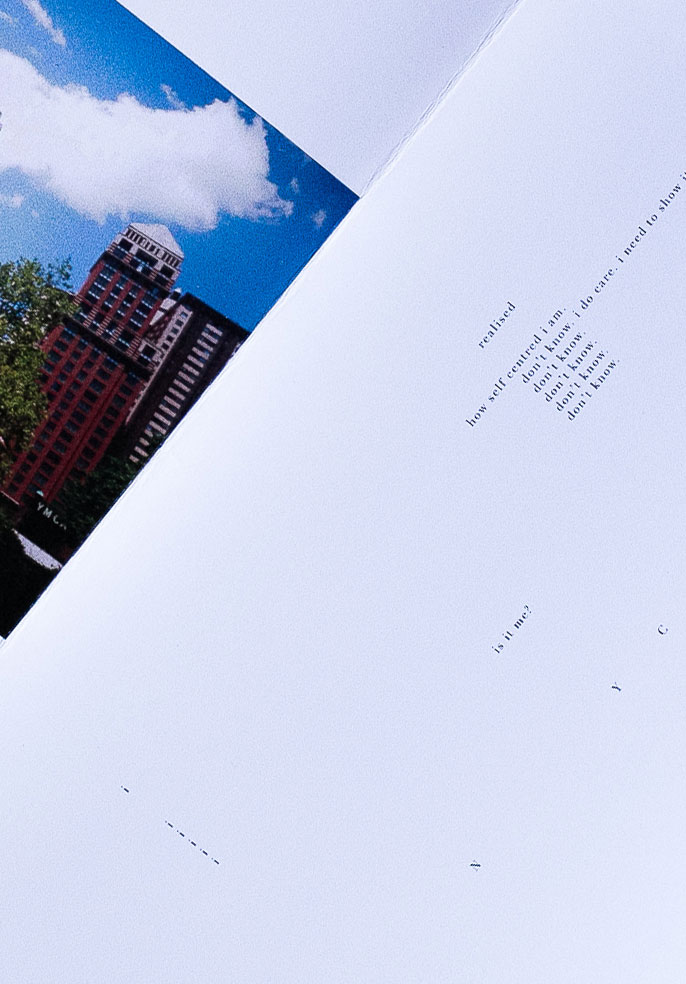 YMCA
realised
how self centred i am.
don't know. i do care. i need to show
don't know.
don't know.
don't know.
don't know.
is it me?
i
i
i
i
i
i
N Y C